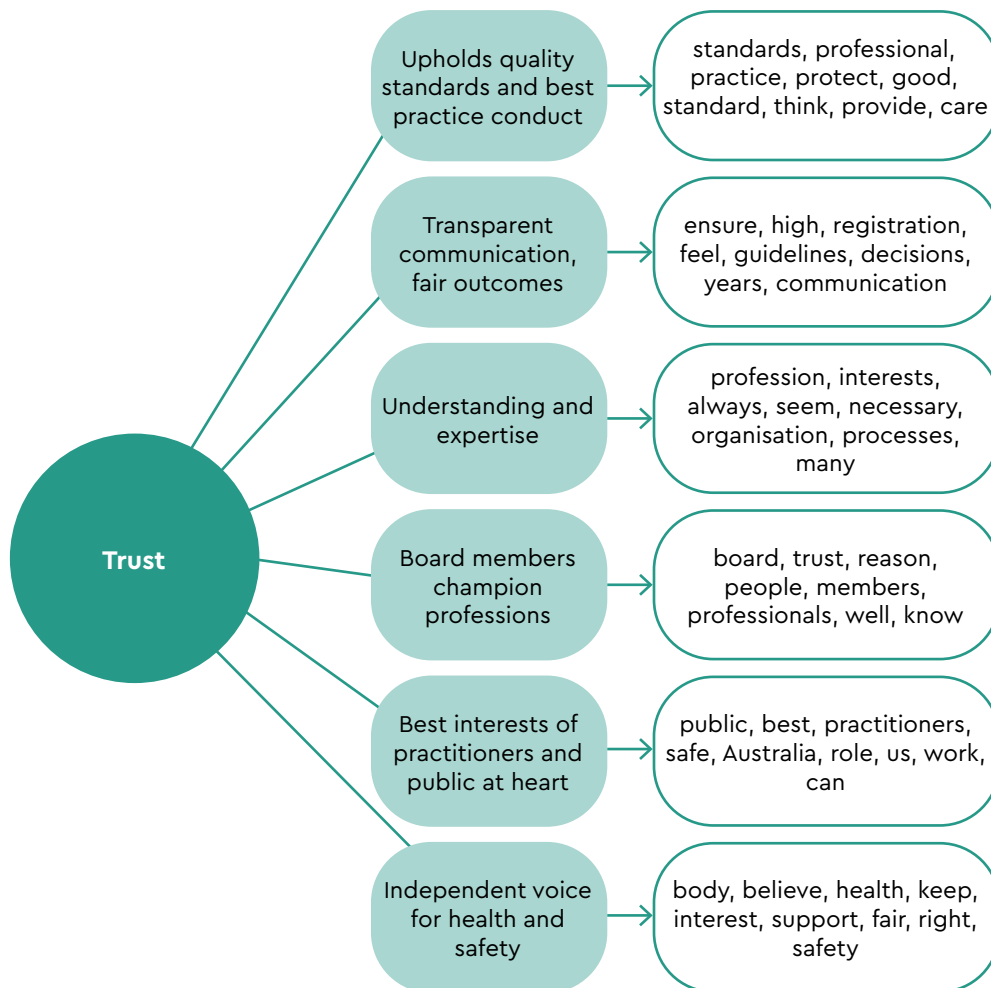 Upholds quality
standards and best
practice conduct
standards, professional,
practice, protect, good,
standard, think, provide, care
Transparent
communication,
fair outcomes
ensure, high, registration,
feel, guidelines, decisions,
years, communication
Understanding and
expertise
profession, interests,
always, seem, necessary,
organisation, processes,
many
Trust
Board members
champion
professions
board, trust, reason,
people, members,
professionals, well, know
Best interests of
practitioners and
public at heart
public, best, practitioners,
safe, Australia, role, us, work,
can
Independent voice
for health and
safety
body, believe, health, keep,
interest, support, fair, right,
safety